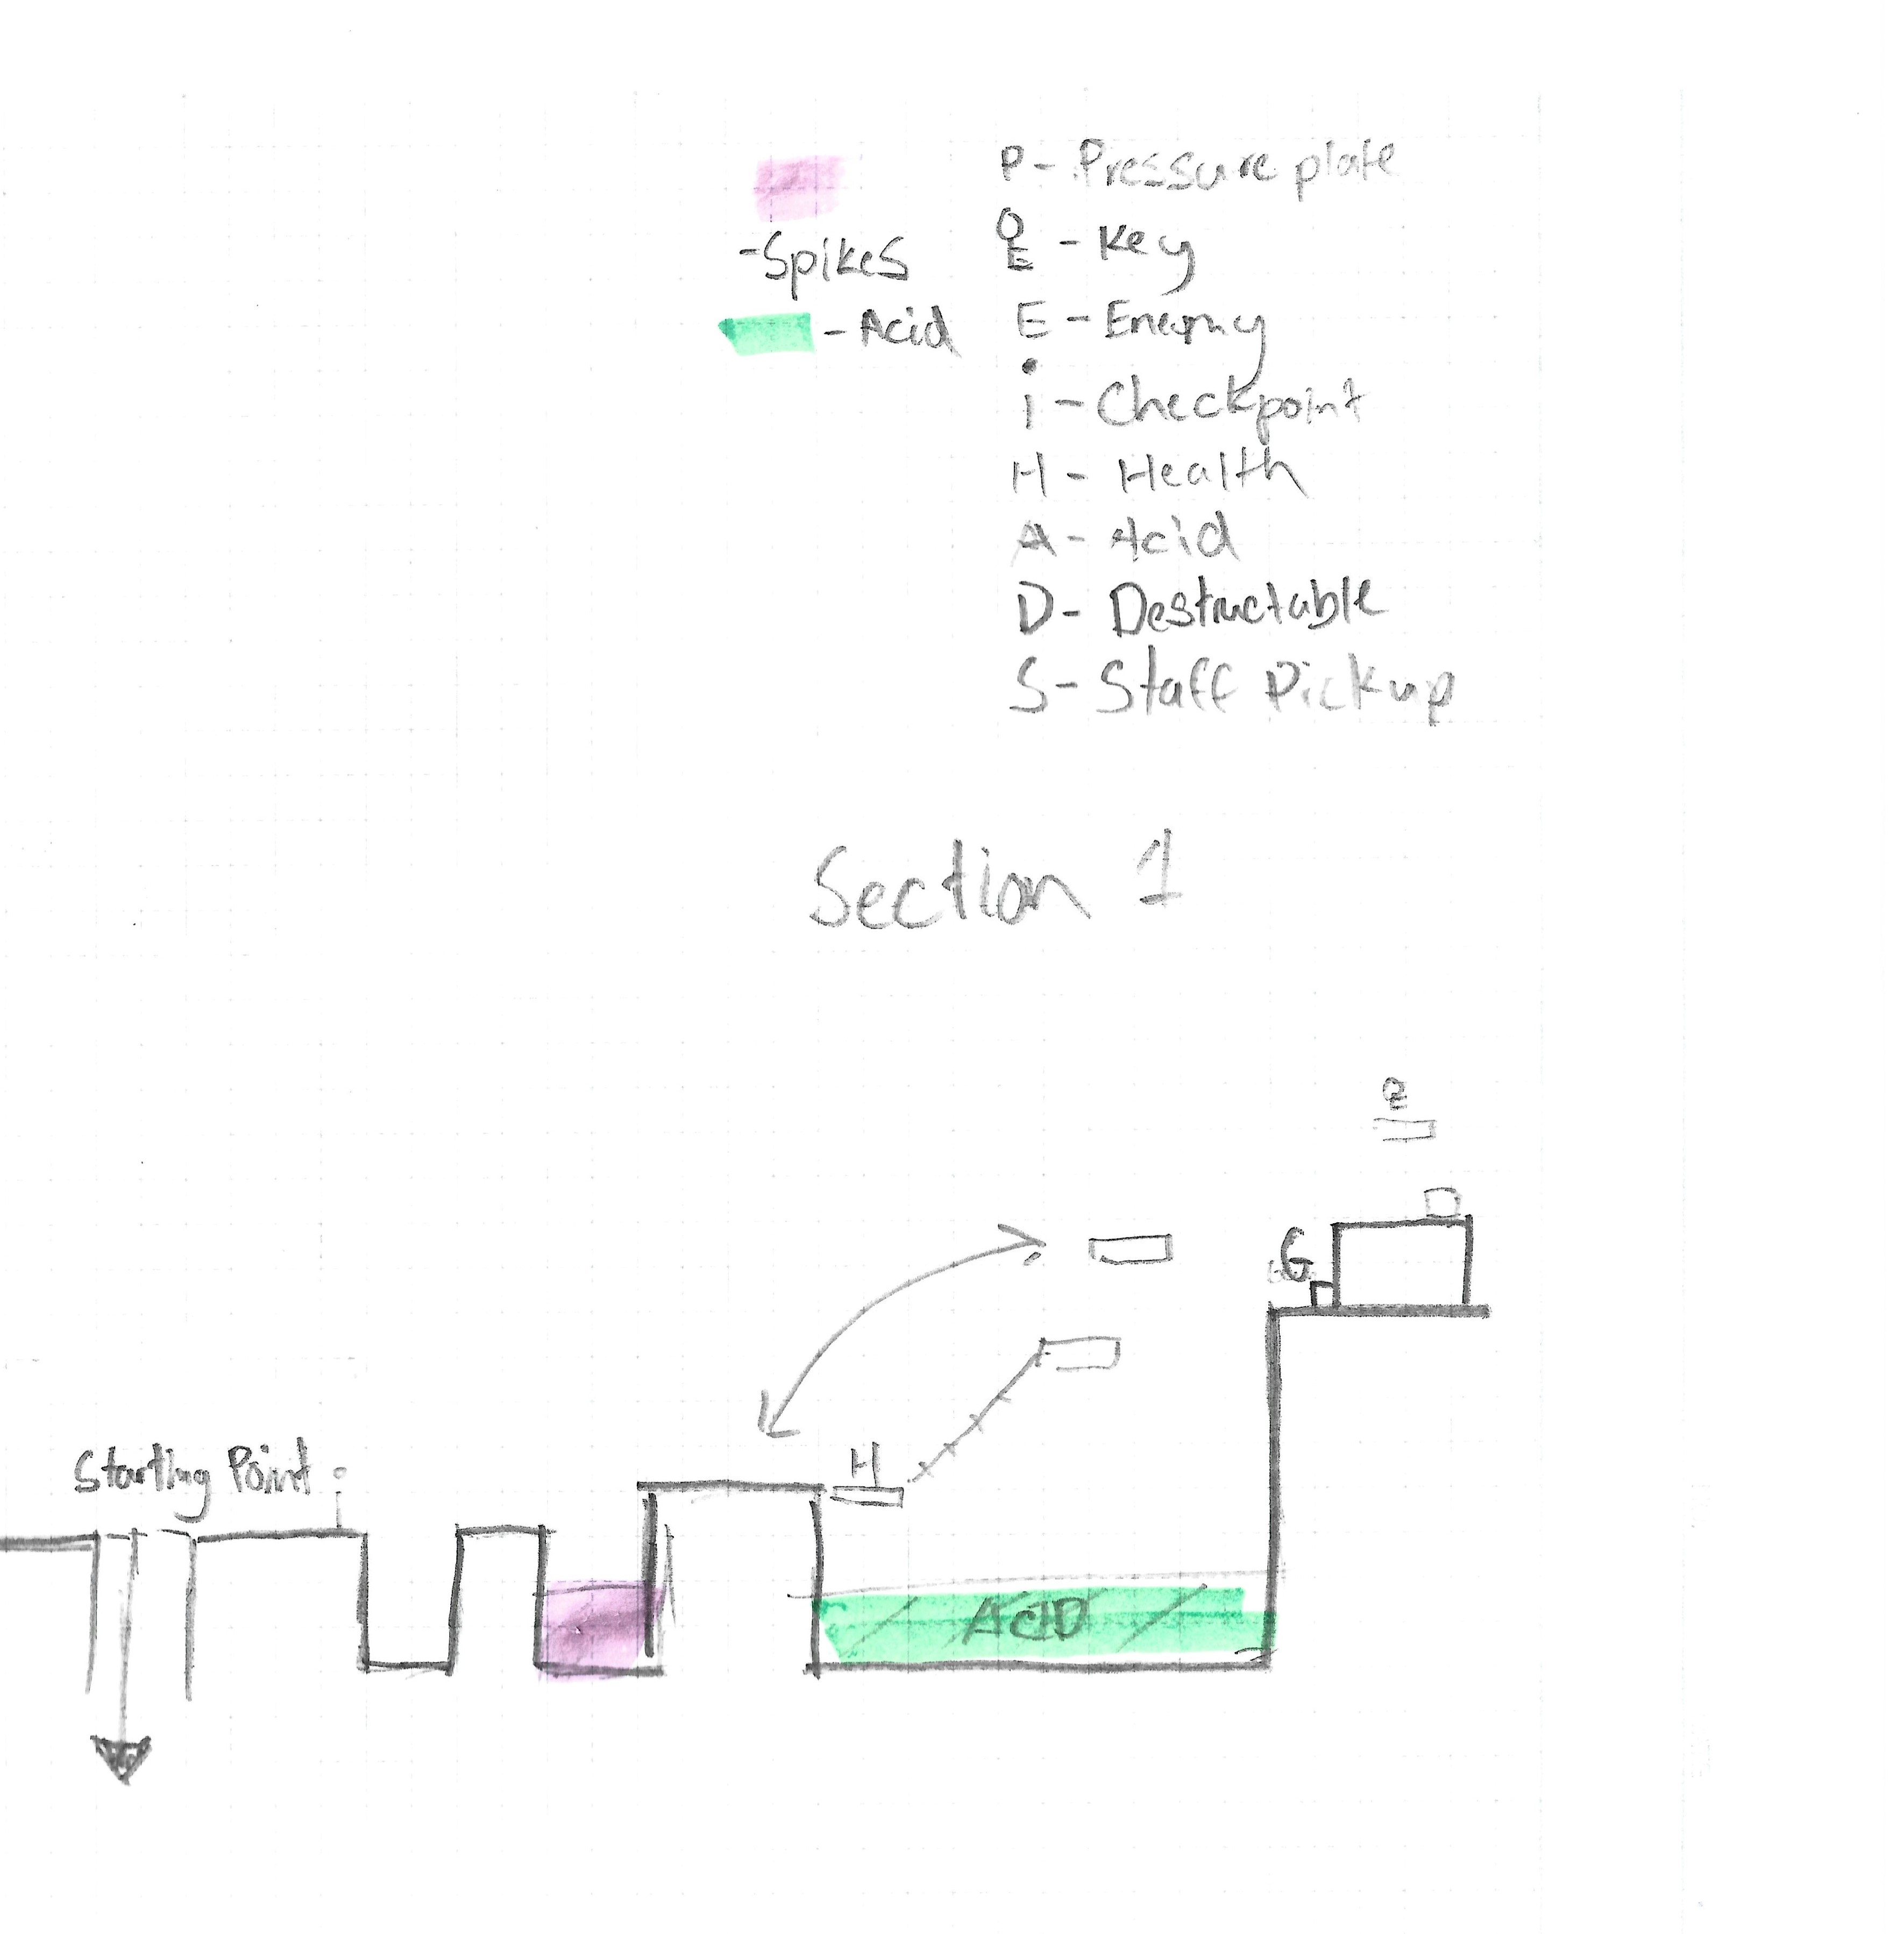 P - Pressure plate
- Spikes
E - Key
- Acid
E - Enemy
i - Checkpoint
H - Health
A - Acid
D - Destructable
S - Staff Pickup
Section 1
G
H
Starting Point
ACID